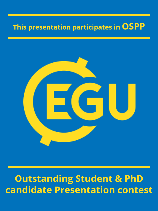 This presentation participates in OSPP
EGU
Outstanding Student & PhD
candidate Presentation contest